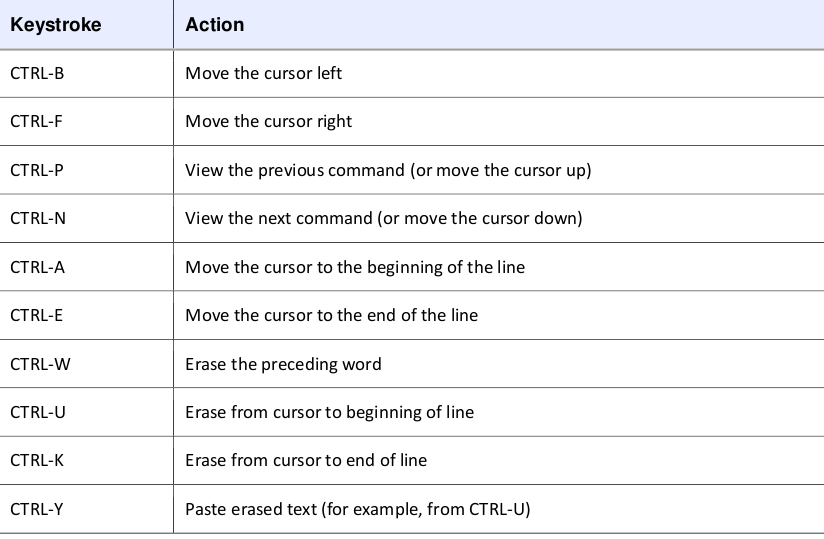 Keystroke Action
CTRL-B Move the cursor left
CTRL-F Move the cursor right
CTRL-P View the previous command (or move the cursor up)
CTRL-N View the next command (or move the cursor down)
CTRL-A Move the cursor to the beginning of the line
CTRL-E Move the cursor to the end of the line
CTRL-W Erase the preceding word
CTRL-U Erase from cursor to beginning of line
CTRL-K Erase from cursor to end of line
CTRL-Y Paste erased text (for example, from CTRL-U)